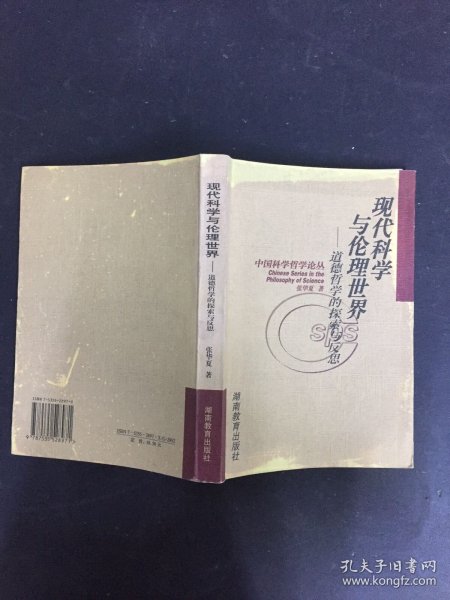 现代科学
与伦理世界
——道德哲学的探索与反思
中国科学哲学论丛
Chinese Series in the
Philosophy of Science
张华夏 著
CSPS
湖南教育出版社
现代科学与伦理世界
——道德哲学的探索与反思
张华夏 著
湖南教育出版社
孔夫子旧书网
www.kongfz.com